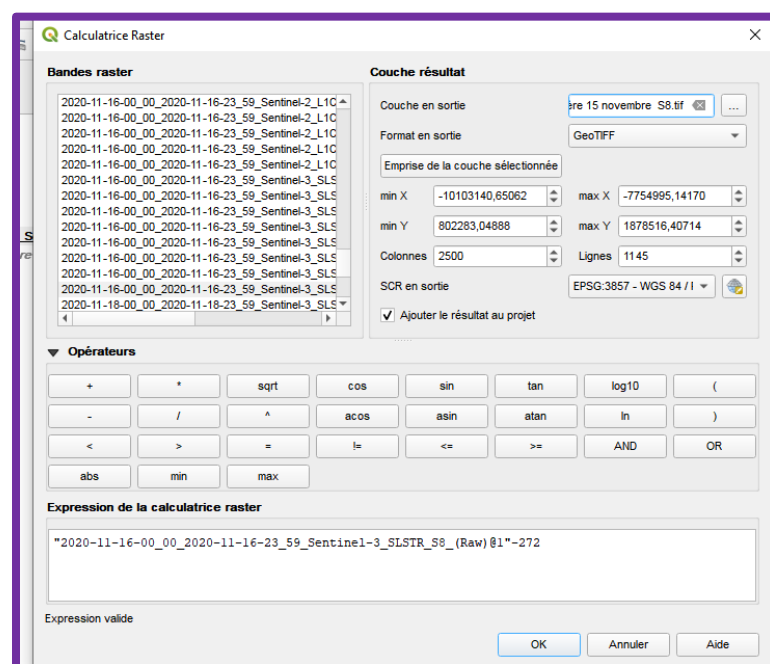 Calculatrice Raster
Bandes raster
2020-11-16-00_00_2020-11-16-23_59_Sentinel-2_L1C
2020-11-16-00_00_2020-11-16-23_59_Sentinel-2_L1C
2020-11-16-00_00_2020-11-16-23_59_Sentinel-2_L1C
2020-11-16-00_00_2020-11-16-23_59_Sentinel-2_L1C
2020-11-16-00_00_2020-11-16-23_59_Sentinel-2_L1C
2020-11-16-00_00_2020-11-16-23_59_Sentinel-3_SLS
2020-11-16-00_00_2020-11-16-23_59_Sentinel-3_SLS
2020-11-16-00_00_2020-11-16-23_59_Sentinel-3_SLS
2020-11-16-00_00_2020-11-16-23_59_Sentinel-3_SLS
2020-11-16-00_00_2020-11-16-23_59_Sentinel-3_SLS
2020-11-16-00_00_2020-11-16-23_59_Sentinel-3_SLS
2020-11-16-00_00_2020-11-16-23_59_Sentinel-3_SLS
2020-11-16-00_00_2020-11-16-23_59_Sentinel-3_SLS
2020-11-18-00_00_2020-11-18-23_59_Sentinel-3_SLS
Couche résultat
Couche en sortie ère 15 novembre S8.tif ...
Format en sortie GeoTIFF
Emprise de la couche sélectionnée
min X -10103140,65062 max X -7754995,14170
min Y 802283,04888 max Y 1878516,40714
Colonnes 2500 Lignes 1145
SCR en sortie EPSG:3857 - WGS 84 /
Ajouter le résultat au projet
Opérateurs
+ * sqrt cos sin tan log10 (
- / ^ acos asin atan ln )
< > = != <= >= AND OR
abs min max
Expression de la calculatrice raster
"2020-11-16-00_00_2020-11-16-23_59_Sentinel-3_SLSTR_S8_(Raw)@1"-272
Expression valide
OK Annuler Aide